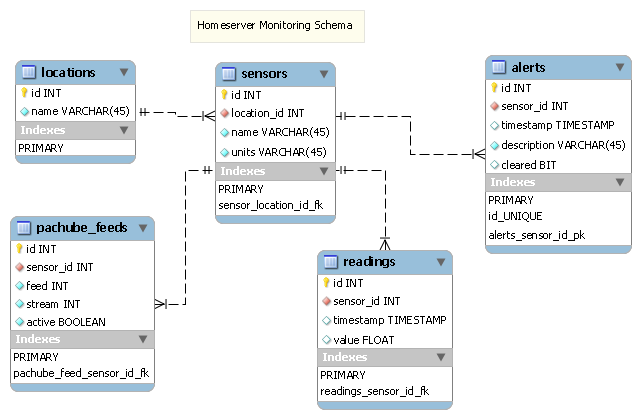 Homeserver Monitoring Schema
locations
id INT
name VARCHAR(45)
Indexes
PRIMARY
sensors
id INT
location_id INT
name VARCHAR(45)
units VARCHAR(45)
Indexes
PRIMARY
sensor_location_id_fk
alerts
id INT
sensor_id INT
timestamp TIMESTAMP
description VARCHAR(45)
cleared BIT
Indexes
PRIMARY
id_UNIQUE
alerts_sensor_id_pk
pachube_feeds
id INT
sensor_id INT
feed INT
stream INT
active BOOLEAN
Indexes
PRIMARY
pachube_feed_sensor_id_fk
readings
id INT
sensor_id INT
timestamp TIMESTAMP
value FLOAT
Indexes
PRIMARY
readings_sensor_id_fk